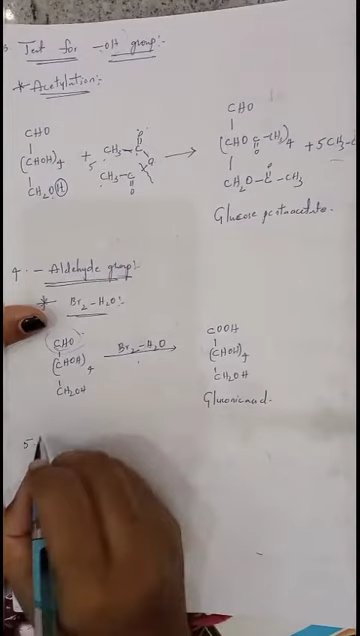 3 Test for -OH group:-
* Acetylation:-
CHO
(CHOH)4
CH2OH
+ 5
CH3-C
O
O
CH3-C
O
CHO
(CHO C-CH3)4
O
CH2O-C-CH3
O
+ 5CH3-C
Glucose pentaacetate.
4. - Aldehyde group:-
* Br2-H2O:-
CHO
(CHOH)4
CH2OH
Br2-H2O
COOH
(CHOH)4
CH2OH
Gluconic acid.
5.